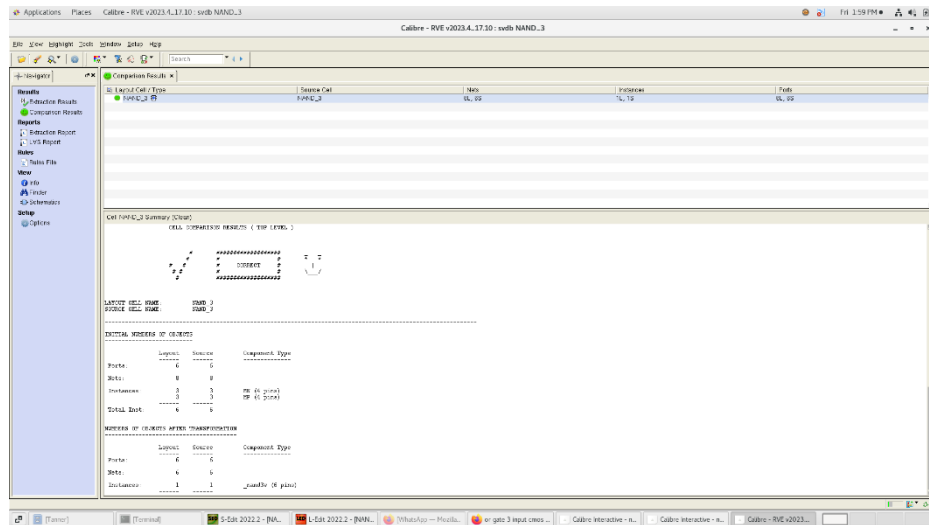 Applications Places Calibre - RVE v2023.4_17.10 : svdb NAND_3 Fri 1:59 PM
Calibre - RVE v2023.4_17.10 : svdb NAND_3
File View Highlight Tools Window Setup Help
Search
Navigator
Comparison Results
Results
Extraction Results
Comparison Results
Reports
Extraction Report
LVS Report
Rules
Rules File
View
Info
Finder
Schematics
Setup
Options
Layout Cell / Type Source Cell Nets Instances Ports
NAND_3 NAND_3 6L, 6S 1L, 1S 6L, 6S
Cell NAND_3 Summary (Clean)
CELL COMPARISON RESULTS ( TOP LEVEL )
CORRECT
LAYOUT CELL NAME: NAND_3
SOURCE CELL NAME: NAND_3
INITIAL NUMBERS OF OBJECTS
Layout Source Component Type
Ports: 6 6
Nets: 8 8
Instances: 3 3 MN (4 pins)
3 3 MP (4 pins)
Total Inst: 6 6
NUMBERS OF OBJECTS AFTER TRANSFORMATION
Layout Source Component Type
Ports: 6 6
Nets: 6 6
Instances: 1 1 _nand3v (6 pins)
[Tanner] [Terminal] S-Edit 2022.2 - [NA... L-Edit 2022.2 - [NAN... (WhatsApp — Mozilla... or gate 3 input cmos ... Calibre Interactive - n... Calibre Interactive - n... Calibre - RVE v2023...